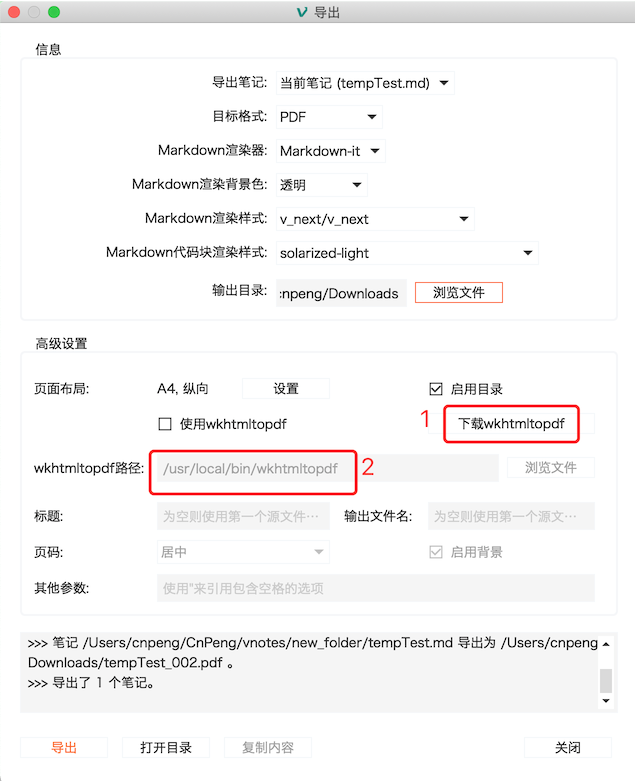 导出
信息
导出笔记: 当前笔记 (tempTest.md)
目标格式: PDF
Markdown渲染器: Markdown-it
Markdown渲染背景色: 透明
Markdown渲染样式: v_next/v_next
Markdown代码块渲染样式: solarized-light
输出目录: :npeng/Downloads 浏览文件
高级设置
页面布局: A4, 纵向 设置 启用目录
使用wkhtmltopdf 1 下载wkhtmltopdf
wkhtmltopdf路径: /usr/local/bin/wkhtmltopdf 2 浏览文件
标题: 为空则使用第一个源文件… 输出文件名: 为空则使用第一个源文…
页码: 居中 启用背景
其他参数: 使用"来引用包含空格的选项
>>> 笔记 /Users/cnpeng/CnPeng/vnotes/new_folder/tempTest.md 导出为 /Users/cnpeng
Downloads/tempTest_002.pdf 。
>>> 导出了 1 个笔记。
导出 打开目录 复制内容 关闭